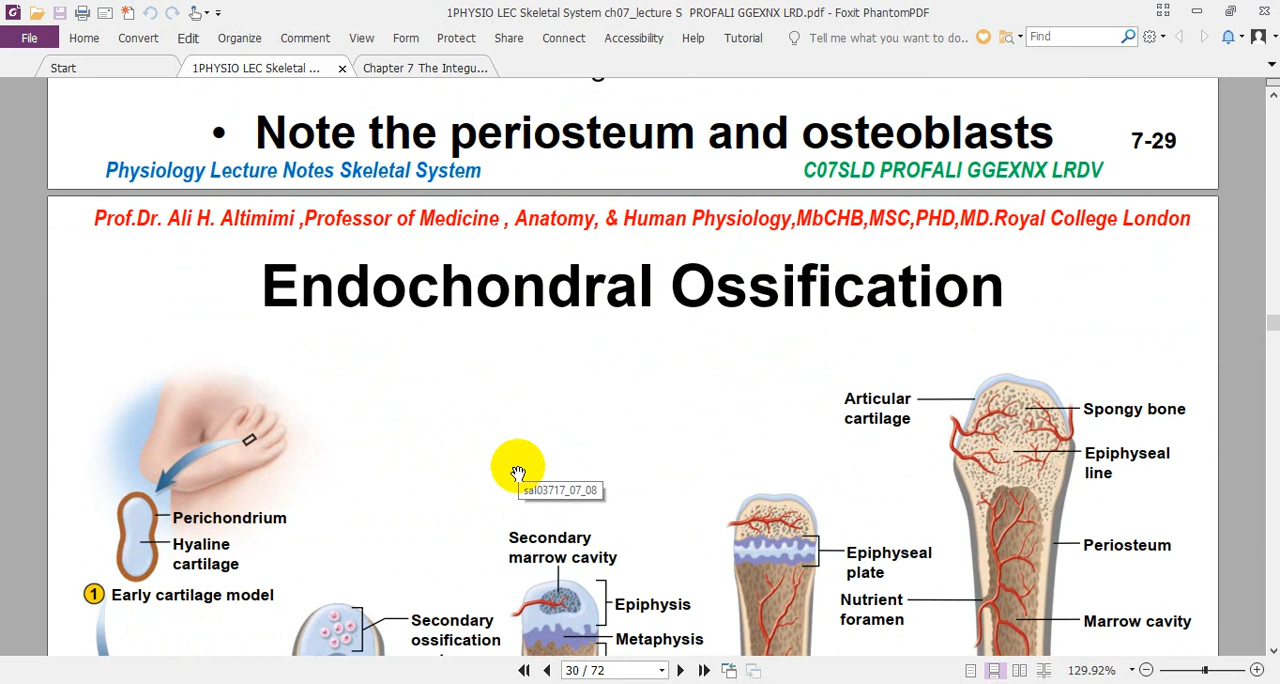 1PHYSIO LEC Skeletal System ch07_lecture S PROFALI GGEXNX LRD.pdf - Foxit PhantomPDF
File Home Convert Edit Organize Comment View Form Protect Share Connect Accessibility Help Tutorial Tell me what you want to do.. Find
Start 1PHYSIO LEC Skeletal ... Chapter 7 The Integu...
• Note the periosteum and osteoblasts 7-29
Physiology Lecture Notes Skeletal System C07SLD PROFALI GGEXNX LRDV
Prof.Dr. Ali H. Altimimi ,Professor of Medicine , Anatomy, & Human Physiology,MbCHB,MSC,PHD,MD.Royal College London
Endochondral Ossification
Articular
cartilage
Spongy bone
Epiphyseal
line
sal03717_07_08
Perichondrium
Hyaline
cartilage
Secondary
marrow cavity
Periosteum
Epiphyseal
plate
1 Early cartilage model
Epiphysis
Nutrient
foramen
Secondary
ossification
Metaphysis
Marrow cavity
30 / 72
129.92%